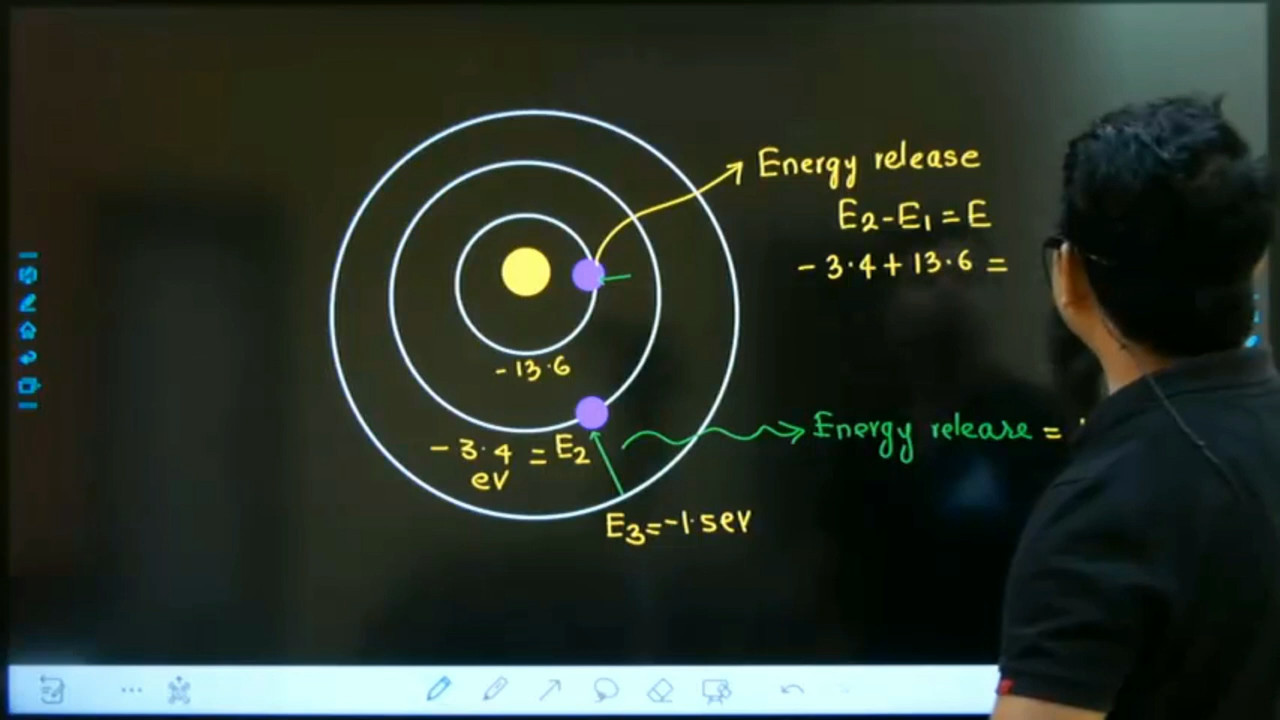 Energy release
E2-E1=E
-3.4+13.6=
-13.6
-3.4=E2
ev
Energy release=
E3=-1.5ev